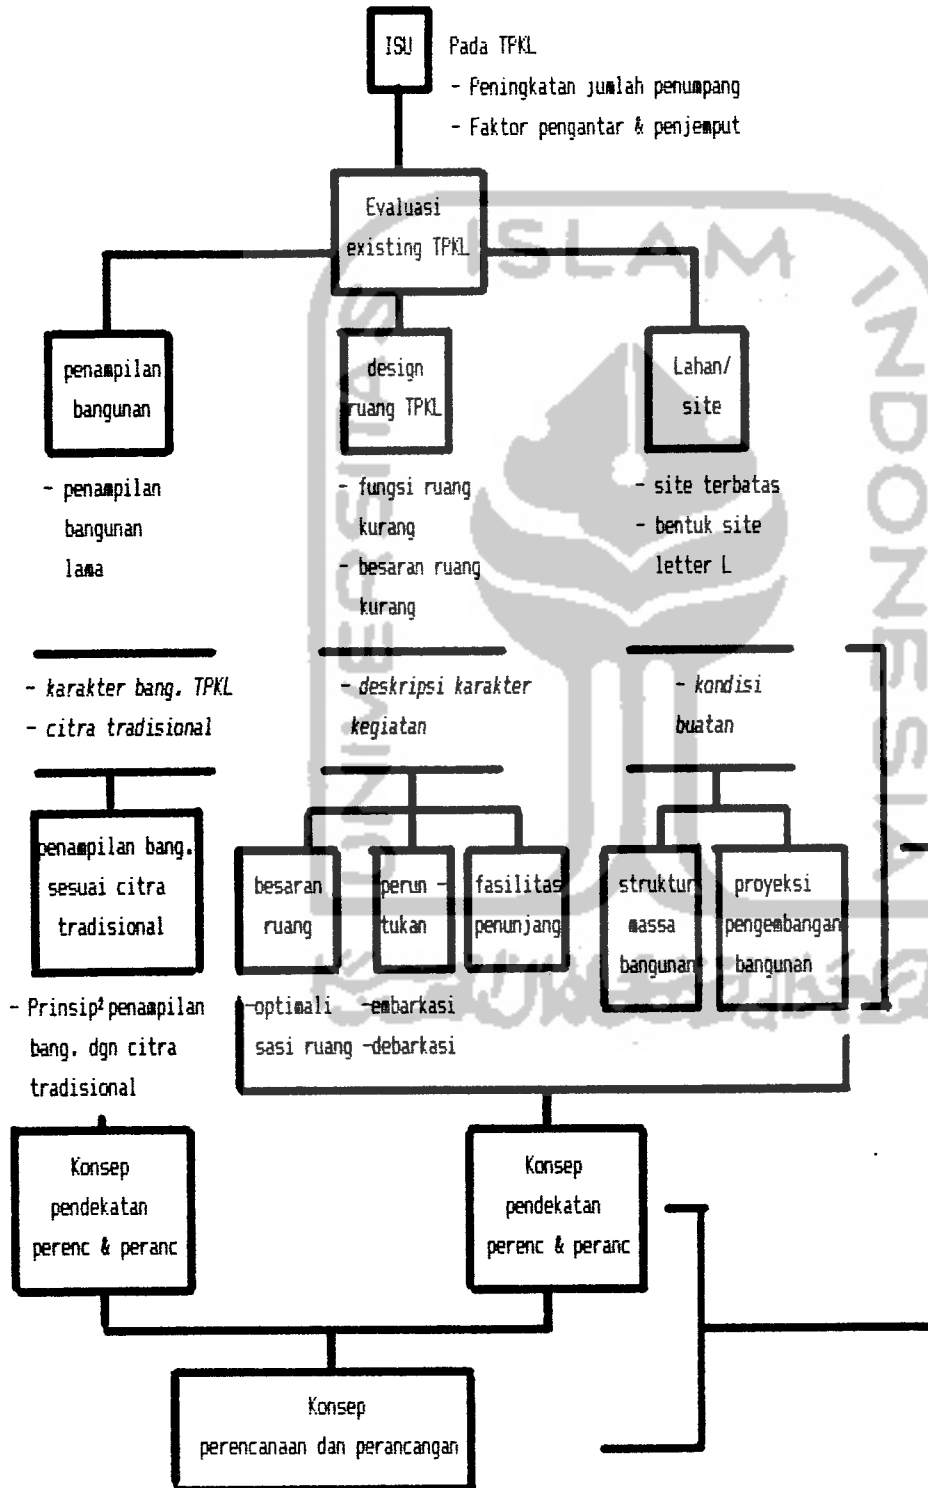 ISU
Pada TPKL
- Peningkatan jumlah penumpang
- Faktor pengantar & penjemput
Evaluasi
existing TPKL
penampilan
bangunan
design
ruang TPKL
Lahan/
site
- penampilan
bangunan
lama
- fungsi ruang
kurang
- besaran ruang
kurang
- site terbatas
- bentuk site
letter L
- karakter bang. TPKL
- citra tradisional
- deskripsi karakter
kegiatan
- kondisi
buatan
penampilan bang.
sesuai citra
tradisional
besaran
ruang
perun -
tukan
fasilitas
penunjang
struktur
massa
bangunan
proyeksi
pengembangan
bangunan
- Prinsip² penampilan
bang. dgn citra
tradisional
-optimali
sasi ruang
-embarkasi
-debarkasi
Konsep
pendekatan
perenc & peranc
Konsep
pendekatan
perenc & peranc
Konsep
perencanaan dan perancangan
UNIVERSITAS
ISLAM
INDONESIA